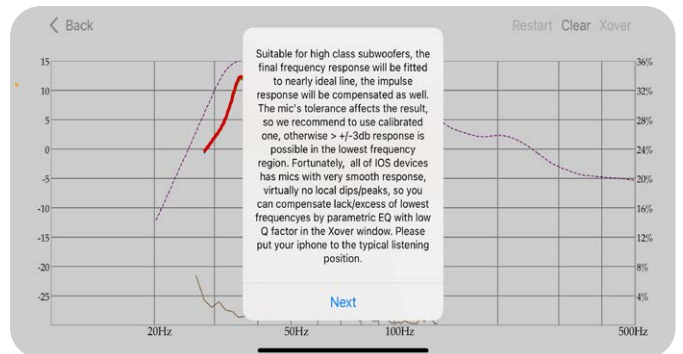 Back
Restart Clear Xover
Suitable for high class subwoofers, the
final frequency response will be fitted
to nearly ideal line, the impulse
response will be compensated as well.
The mic's tolerance affects the result,
so we recommend to use calibrated
one, otherwise > +/-3db response is
possible in the lowest frequency
region. Fortunately, all of IOS devices
has mics with very smooth response,
virtually no local dips/peaks, so you
can compensate lack/excess of lowest
frequencyes by parametric EQ with low
Q factor in the Xover window. Please
put your iphone to the typical listening
position.
Next
15
10
5
0
-5
-10
-15
-20
-25
36%
32%
28%
24%
20%
16%
12%
8%
4%
20Hz 50Hz 100Hz 500Hz